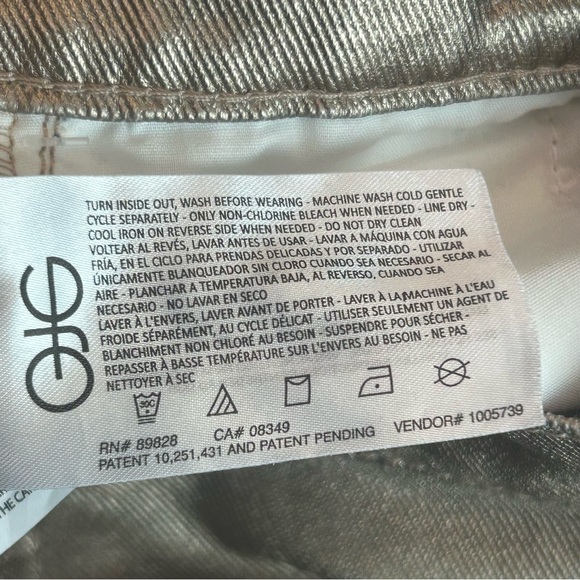 TURN INSIDE OUT, WASH BEFORE WEARING - MACHINE WASH COLD GENTLE
CYCLE SEPARATELY - ONLY NON-CHLORINE BLEACH WHEN NEEDED - LINE DRY -
COOL IRON ON REVERSE SIDE WHEN NEEDED - DO NOT DRY CLEAN
VOLTEAR AL REVÉS, LAVAR ANTES DE USAR - LAVAR A MÁQUINA CON AGUA
FRÍA, EN EL CICLO PARA PRENDAS DELICADAS Y POR SEPARADO - UTILIZAR
ÚNICAMENTE BLANQUEADOR SIN CLORO CUANDO SEA NECESARIO - SECAR AL
AIRE - PLANCHAR A TEMPERATURA BAJA, AL REVERSO, CUANDO SEA
NECESARIO - NO LAVAR EN SECO
LAVER À L'ENVERS, LAVER AVANT DE PORTER - LAVER À LA MACHINE À L'EAU
FROIDE SÉPARÉMENT, AU CYCLE DÉLICAT - UTILISER SEULEMENT UN AGENT DE
BLANCHIMENT NON CHLORÉ AU BESOIN - SUSPENDRE POUR SÉCHER -
REPASSER À BASSE TEMPÉRATURE SUR L'ENVERS AU BESOIN - NE PAS
NETTOYER À SEC
30C
RN# 89828 CA# 08349 VENDOR# 1005739
PATENT 10,251,431 AND PATENT PENDING
THE CA